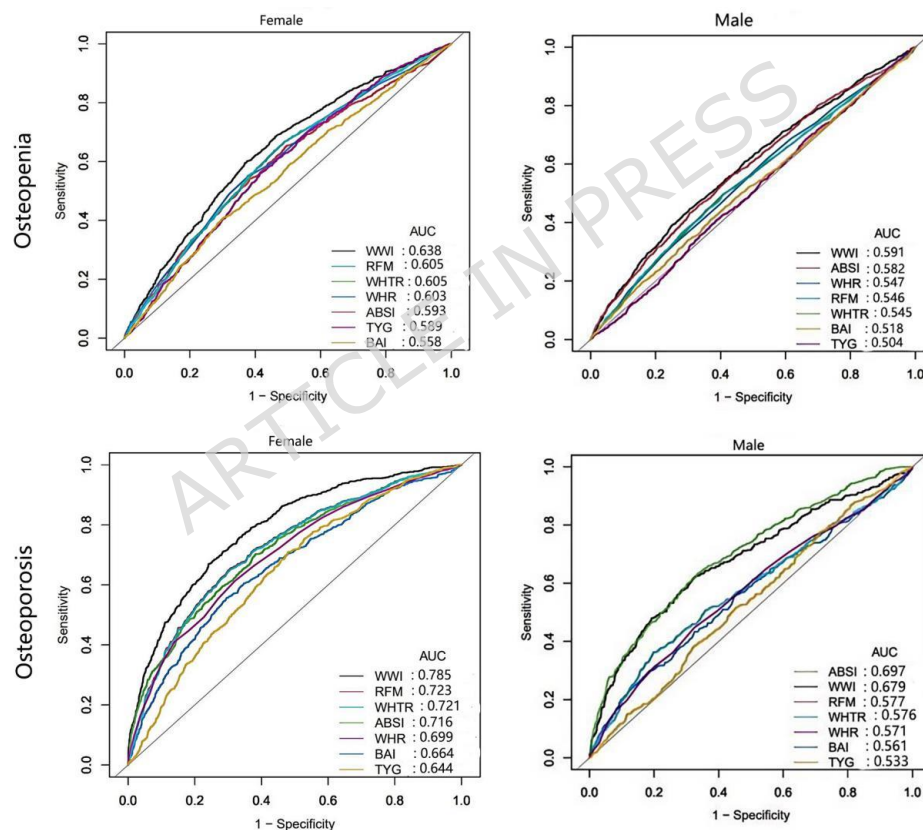 Female
Osteopenia
Sensitivity
0.0 0.2 0.4 0.6 0.8 1.0
AUC
WWI : 0.638
RFM : 0.605
WHTR : 0.605
WHR : 0.603
ABSI : 0.593
TYG : 0.589
BAI : 0.558
0.0 0.2 0.4 0.6 0.8 1.0
1 − Specificity
Male
Sensitivity
0.0 0.2 0.4 0.6 0.8 1.0
AUC
WWI : 0.591
ABSI : 0.582
WHR : 0.547
RFM : 0.546
WHTR : 0.545
BAI : 0.518
TYG : 0.504
0.0 0.2 0.4 0.6 0.8 1.0
1 − Specificity
ARTICLE IN PRESS
Female
Osteoporosis
Sensitivity
0.0 0.2 0.4 0.6 0.8 1.0
AUC
WWI : 0.785
RFM : 0.723
WHTR : 0.721
ABSI : 0.716
WHR : 0.699
BAI : 0.664
TYG : 0.644
0.0 0.2 0.4 0.6 0.8 1.0
1 − Specificity
Male
Sensitivity
0.0 0.2 0.4 0.6 0.8 1.0
AUC
ABSI : 0.697
WWI : 0.679
RFM : 0.577
WHTR : 0.576
WHR : 0.571
BAI : 0.561
TYG : 0.533
0.0 0.2 0.4 0.6 0.8 1.0
1 − Specificity